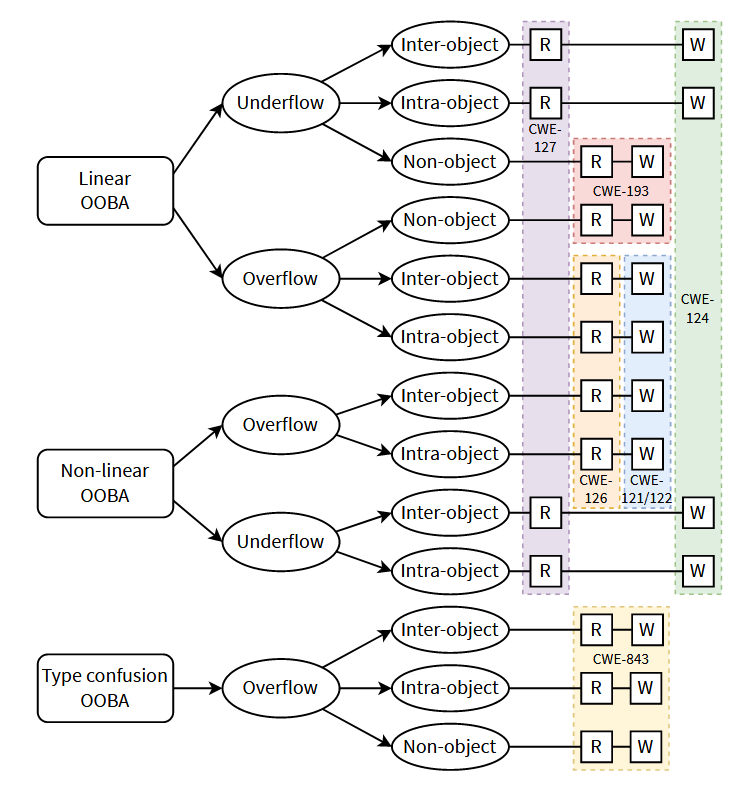 Inter-object R W
Underflow Intra-object R W
CWE-
127
Non-object R W
Linear
OOBA
CWE-193
Non-object R W
Overflow Inter-object R W
CWE-
124
Intra-object R W
Inter-object R W
Overflow
Intra-object R W
Non-linear
OOBA
CWE-
126
CWE-
121/122
Inter-object R W
Underflow
Intra-object R W
Inter-object R W
CWE-843
Type confusion
OOBA
Overflow Intra-object R W
Non-object R W